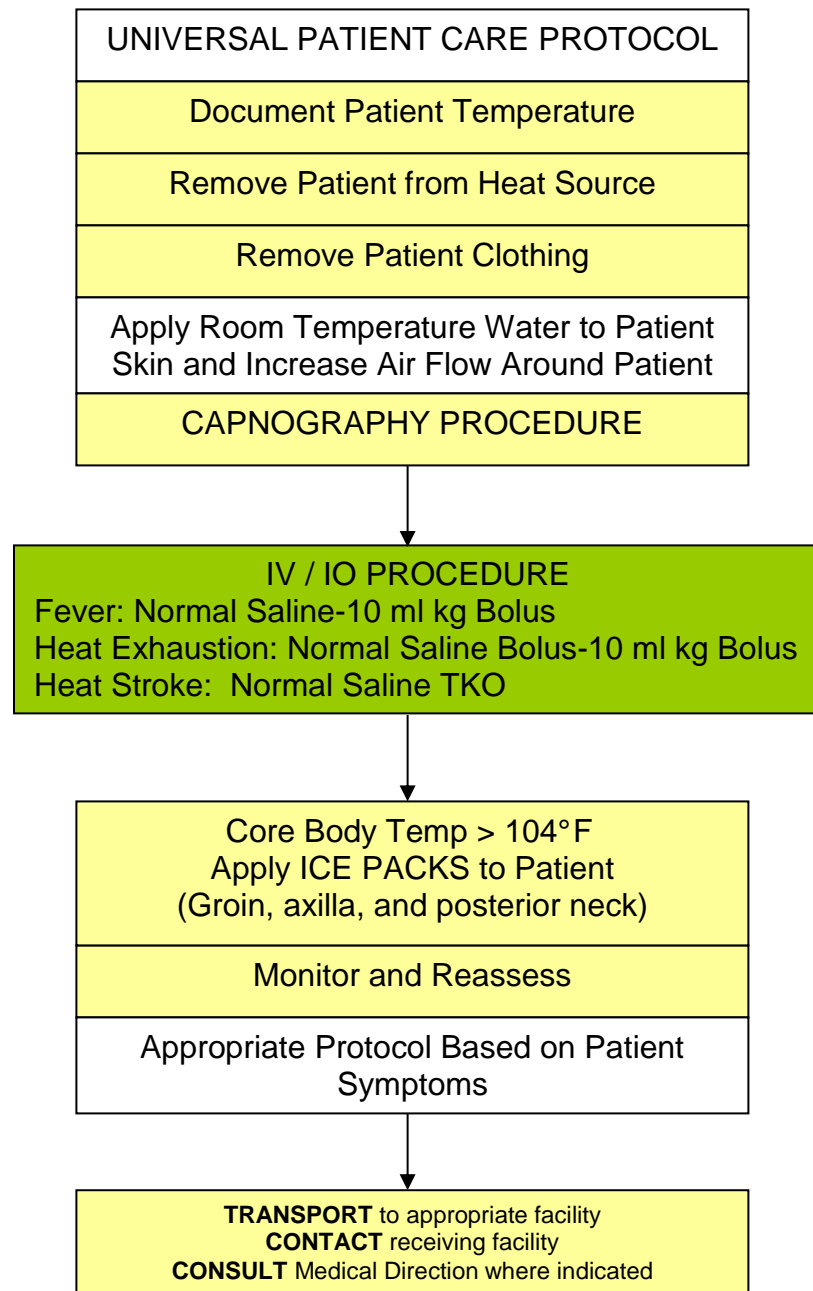 UNIVERSAL PATIENT CARE PROTOCOL
Document Patient Temperature
Remove Patient from Heat Source
Remove Patient Clothing
Apply Room Temperature Water to Patient
Skin and Increase Air Flow Around Patient
CAPNOGRAPHY PROCEDURE
IV / IO PROCEDURE
Fever: Normal Saline-10 ml kg Bolus
Heat Exhaustion: Normal Saline Bolus-10 ml kg Bolus
Heat Stroke:  Normal Saline TKO
Core Body Temp > 104°F
Apply ICE PACKS to Patient
(Groin, axilla, and posterior neck)
Monitor and Reassess
Appropriate Protocol Based on Patient
Symptoms
TRANSPORT to appropriate facility
CONTACT receiving facility
CONSULT Medical Direction where indicated